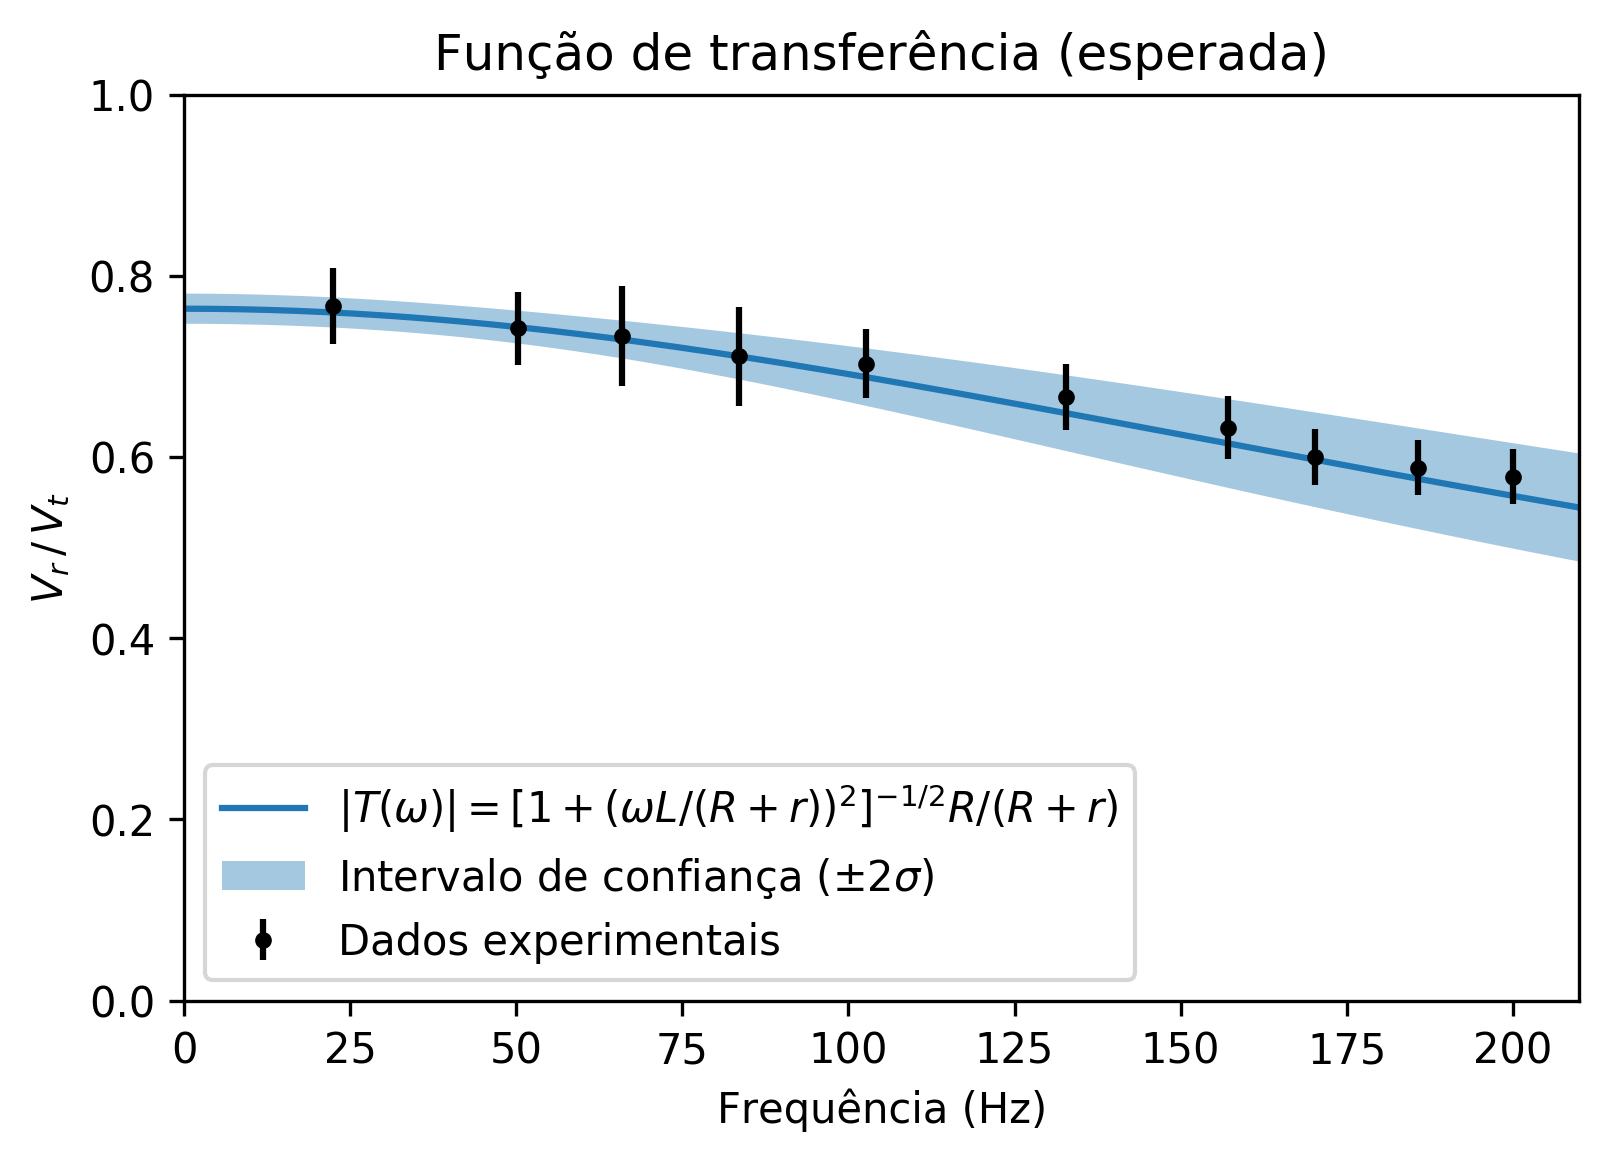 Função de transferência (esperada)
1.0
0.8
0.6
0.4
0.2
0.0
V_r / V_t
|T(ω)| = [1 + (ωL/(R + r))²]^{−1/2}R/(R + r)
Intervalo de confiança (±2σ)
Dados experimentais
0 25 50 75 100 125 150 175 200
Frequência (Hz)